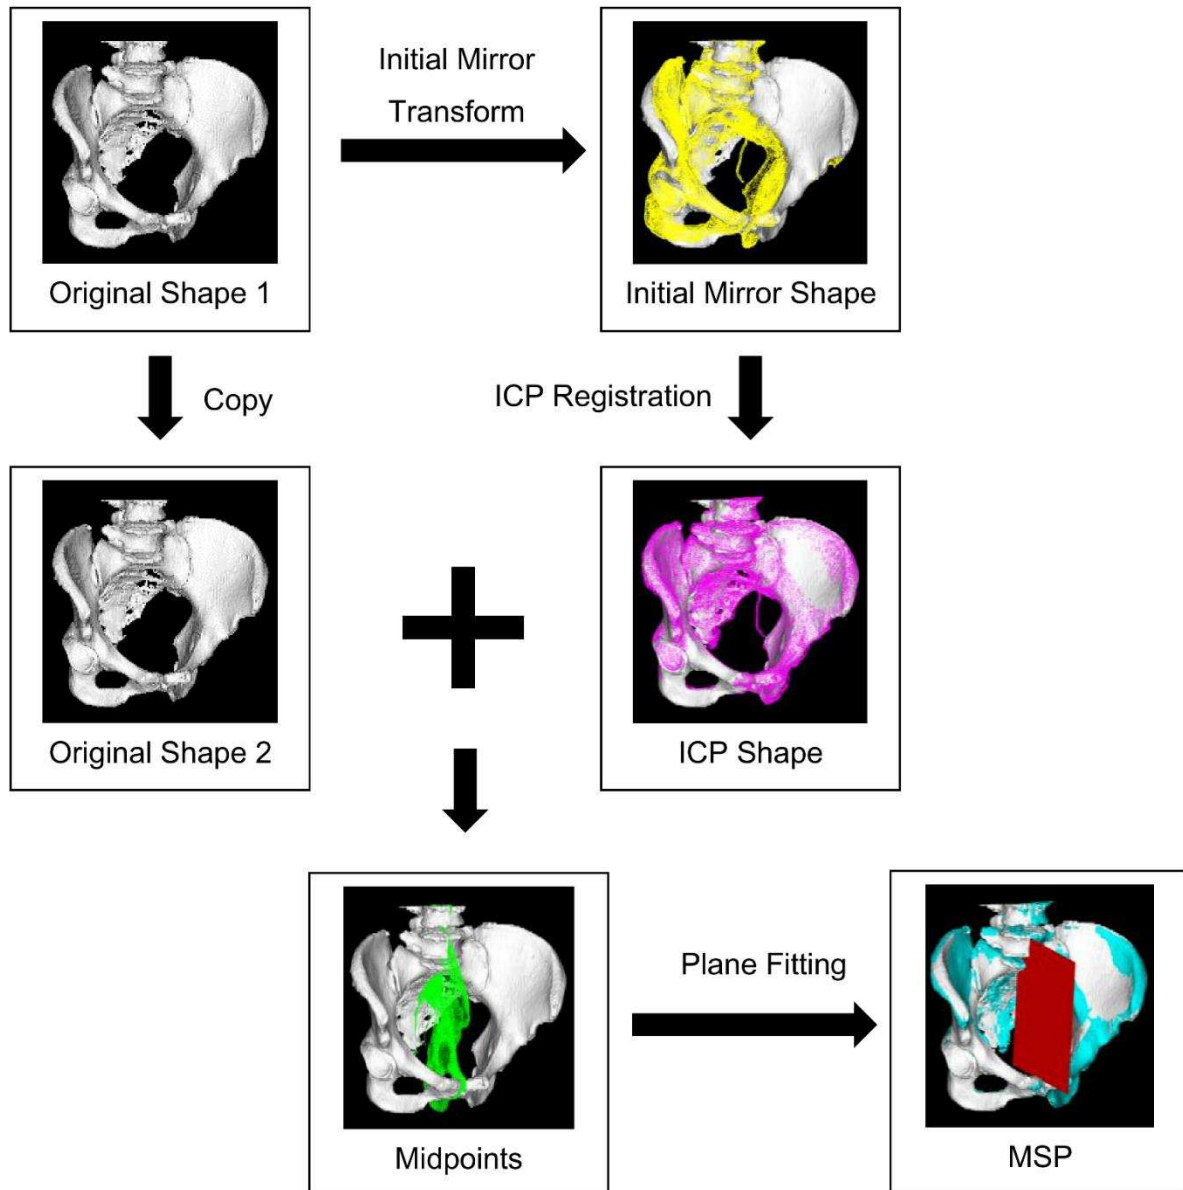 Initial Mirror
Transform
Original Shape 1
Initial Mirror Shape
Copy
ICP Registration
Original Shape 2
ICP Shape
Plane Fitting
Midpoints
MSP